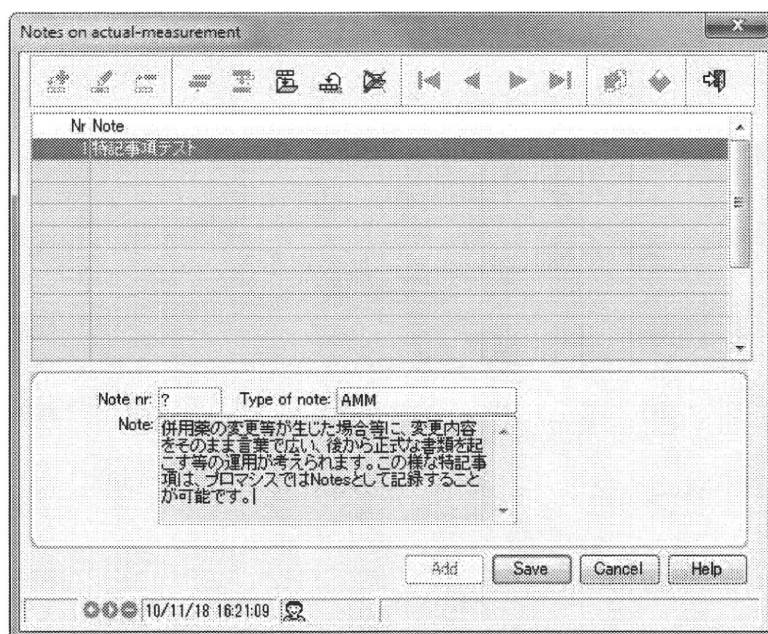 Notes on actual-measurement
Nr Note
1 特記事項テスト
Note nr: ? Type of note: AMM
Note: 併用薬の変更等が生じた場合等に、変更内容
をそのまま言葉で広い、後から正式な書類を起
こす等の運用が考えられます。この様な特記事
項は、プロマシスではNotesとして記録すること
が可能です。
Add Save Cancel Help
10/11/18 16:21:09